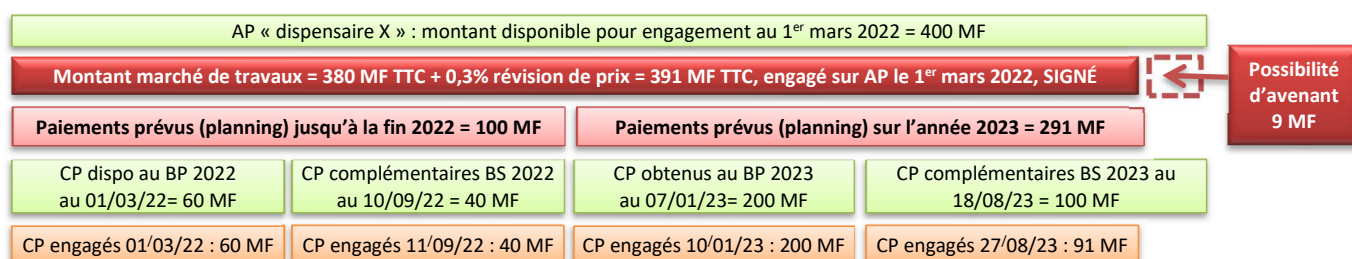 AP « dispensaire X » : montant disponible pour engagement au 1er mars 2022 = 400 MF
Montant marché de travaux = 380 MF TTC + 0,3% révision de prix = 391 MF TTC, engagé sur AP le 1er mars 2022, SIGNÉ
Possibilité
d’avenant
9 MF
Paiements prévus (planning) jusqu’à la fin 2022 = 100 MF
Paiements prévus (planning) sur l’année 2023 = 291 MF
CP dispo au BP 2022
au 01/03/22= 60 MF
CP complémentaires BS 2022
au 10/09/22 = 40 MF
CP obtenus au BP 2023
au 07/01/23= 200 MF
CP complémentaires BS 2023 au
18/08/23 = 100 MF
CP engagés 01/03/22 : 60 MF
CP engagés 11/09/22 : 40 MF
CP engagés 10/01/23 : 200 MF
CP engagés 27/08/23 : 91 MF